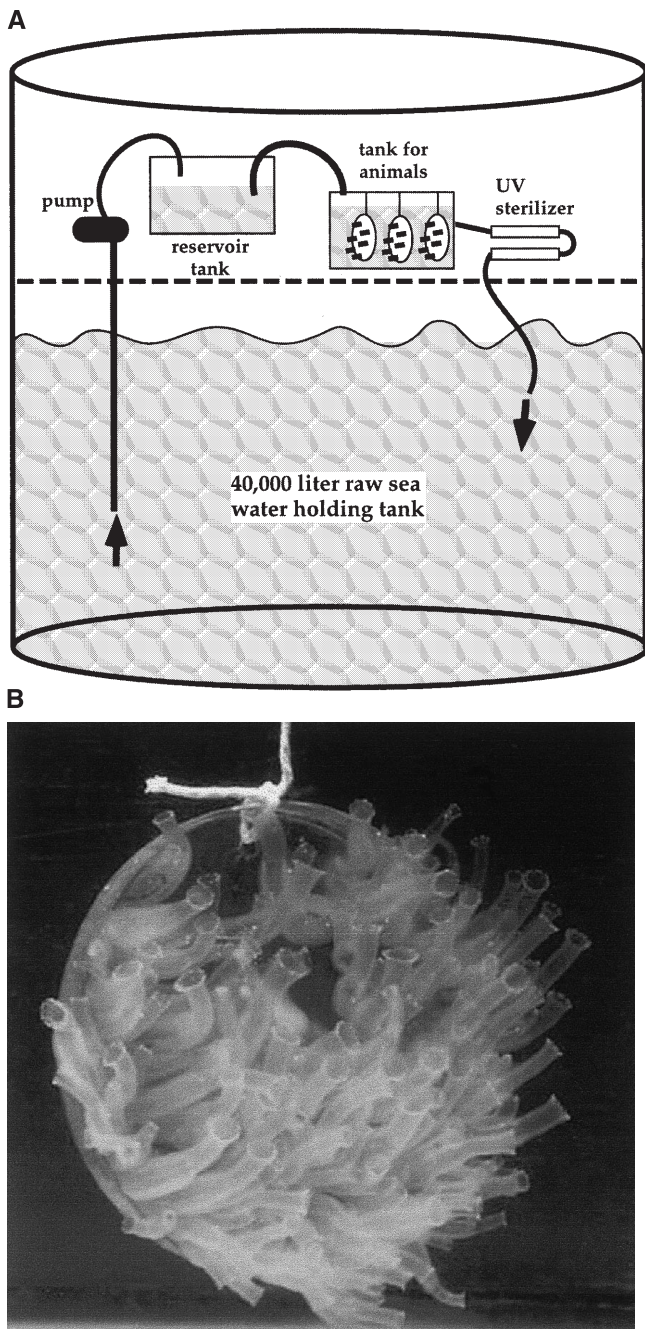 A
tank for
animals
UV
sterilizer
pump
reservoir
tank
40,000 liter raw sea
water holding tank
B